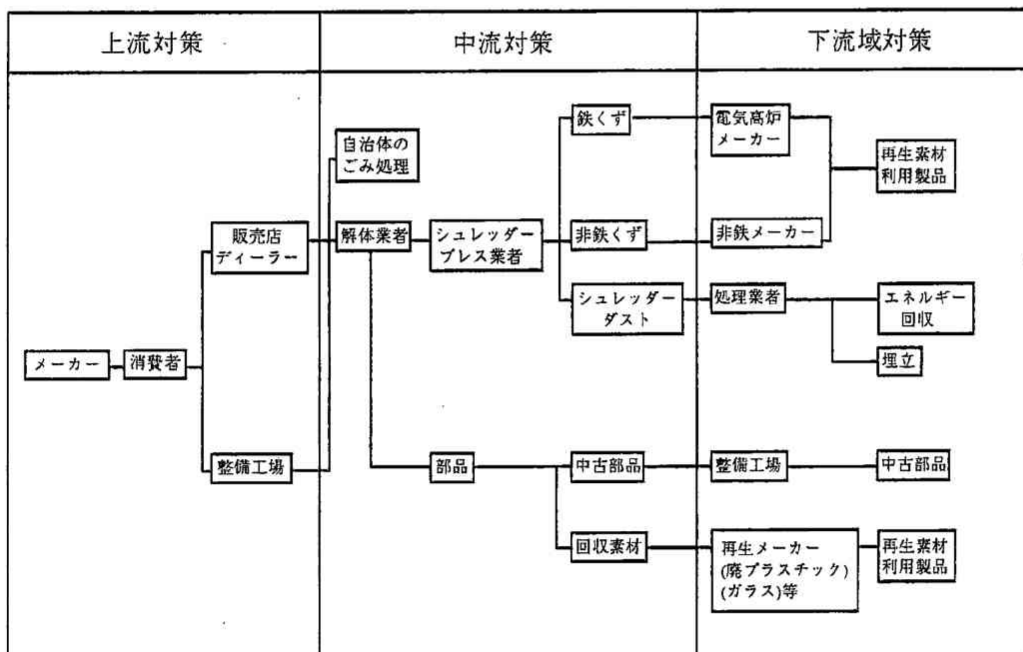 上流対策
中流対策
下流域対策
メーカー
消費者
販売店
ディーラー
整備工場
自治体の
ごみ処理
解体業者
シュレッダー
プレス業者
部品
鉄くず
非鉄くず
シュレッダー
ダスト
中古部品
回収素材
電気高炉
メーカー
非鉄メーカー
処理業者
整備工場
再生メーカー
(廃プラスチック)
(ガラス)等
再生素材
利用製品
エネルギー
回収
埋立
中古部品
再生素材
利用製品